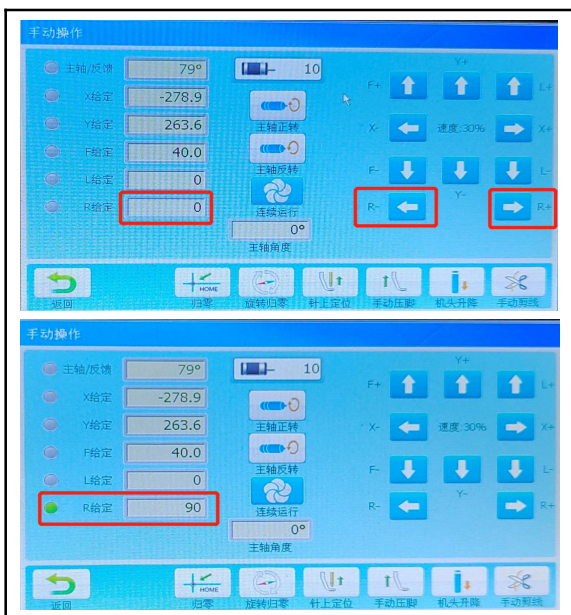 手动操作
主轴/反馈 79° 10
X给定 -278.9
Y给定 263.6
F给定 40.0
L给定 0
R给定 0
主轴正转
主轴反转
连续运行
0°
主轴角度
Y+
F+ L+
X- 速度:30% X+
F- L-
R- Y- R+
返回 HOME 归零 旋转归零 针上定位 手动压脚 机头升降 手动剪线
手动操作
主轴/反馈 79° 10
X给定 -278.9
Y给定 263.6
F给定 40.0
L给定 0
R给定 90
主轴正转
主轴反转
连续运行
0°
主轴角度
Y+
F+ L+
X- 速度:30% X+
F- L-
R- Y- R+
返回 HOME 归零 旋转归零 针上定位 手动压脚 机头升降 手动剪线